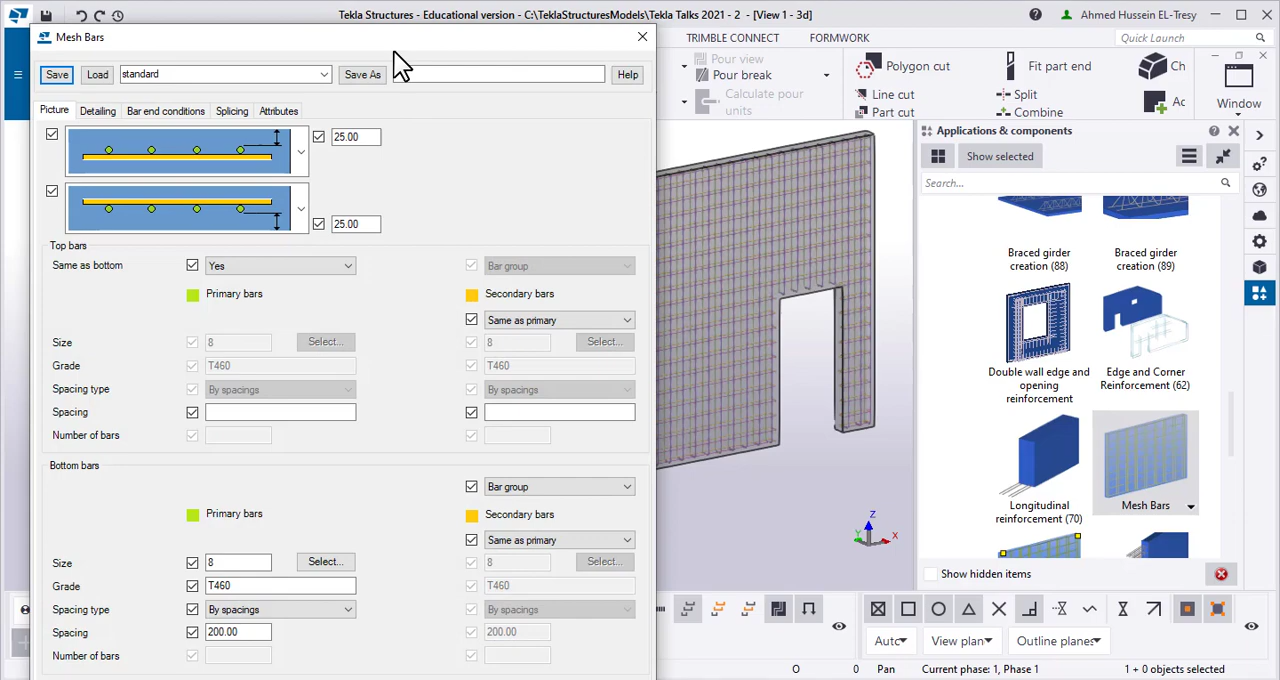 Tekla Structures - Educational version - C:\TeklaStructuresModels\Tekla Talks 2021 - 2 - [View 1 - 3d]
Ahmed Hussein EL-Tresy
Mesh Bars
TRIMBLE CONNECT
FORMWORK
Quick Launch
Save
Load
standard
Save As
Help
Pour view
Pour break
Calculate pour
units
Polygon cut
Line cut
Part cut
Fit part end
Split
Combine
Ch
Ac
Window
Picture
Detailing
Bar end conditions
Splicing
Attributes
25.00
25.00
Top bars
Same as bottom
Yes
Bar group
Primary bars
Secondary bars
Same as primary
Size
8
Select...
8
Select...
Grade
T460
T460
Spacing type
By spacings
By spacings
Spacing
Number of bars
Bottom bars
Bar group
Primary bars
Secondary bars
Same as primary
Size
8
Select...
8
Select...
Grade
T460
T460
Spacing type
By spacings
By spacings
Spacing
200.00
200.00
Number of bars
Z
Y
X
Applications & components
Show selected
Search...
Braced girder
creation (88)
Braced girder
creation (89)
Double wall edge and
opening
reinforcement
Edge and Corner
Reinforcement (62)
Longitudinal
reinforcement (70)
Mesh Bars
Show hidden items
Auto
View plan
Outline planes
O
0
Pan
Current phase: 1, Phase 1
1 + 0 objects selected